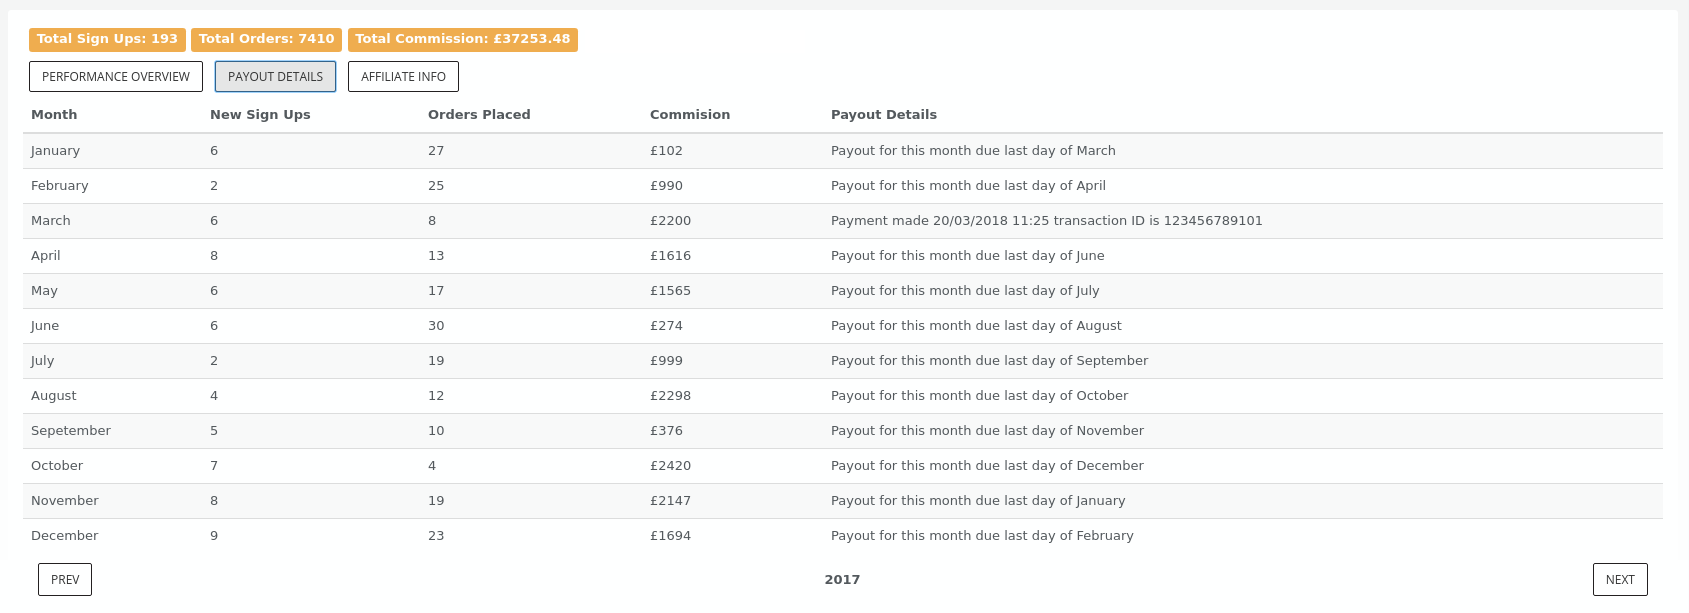 Total Sign Ups: 193 Total Orders: 7410 Total Commission: £37253.48
PERFORMANCE OVERVIEW PAYOUT DETAILS AFFILIATE INFO
Month New Sign Ups Orders Placed Commision Payout Details
January 6 27 £102 Payout for this month due last day of March
February 2 25 £990 Payout for this month due last day of April
March 6 8 £2200 Payment made 20/03/2018 11:25 transaction ID is 123456789101
April 8 13 £1616 Payout for this month due last day of June
May 6 17 £1565 Payout for this month due last day of July
June 6 30 £274 Payout for this month due last day of August
July 2 19 £999 Payout for this month due last day of September
August 4 12 £2298 Payout for this month due last day of October
Sepetember 5 10 £376 Payout for this month due last day of November
October 7 4 £2420 Payout for this month due last day of December
November 8 19 £2147 Payout for this month due last day of January
December 9 23 £1694 Payout for this month due last day of February
PREV 2017 NEXT